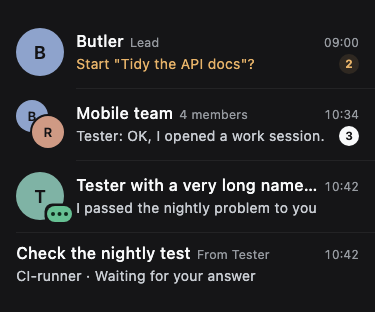 B Butler Lead 09:00
Start "Tidy the API docs"? 2
B Mobile team 4 members 10:34
R Tester: OK, I opened a work session. 3
T Tester with a very long name... 10:42
I passed the nightly problem to you
Check the nightly test From Tester 10:42
CI-runner · Waiting for your answer